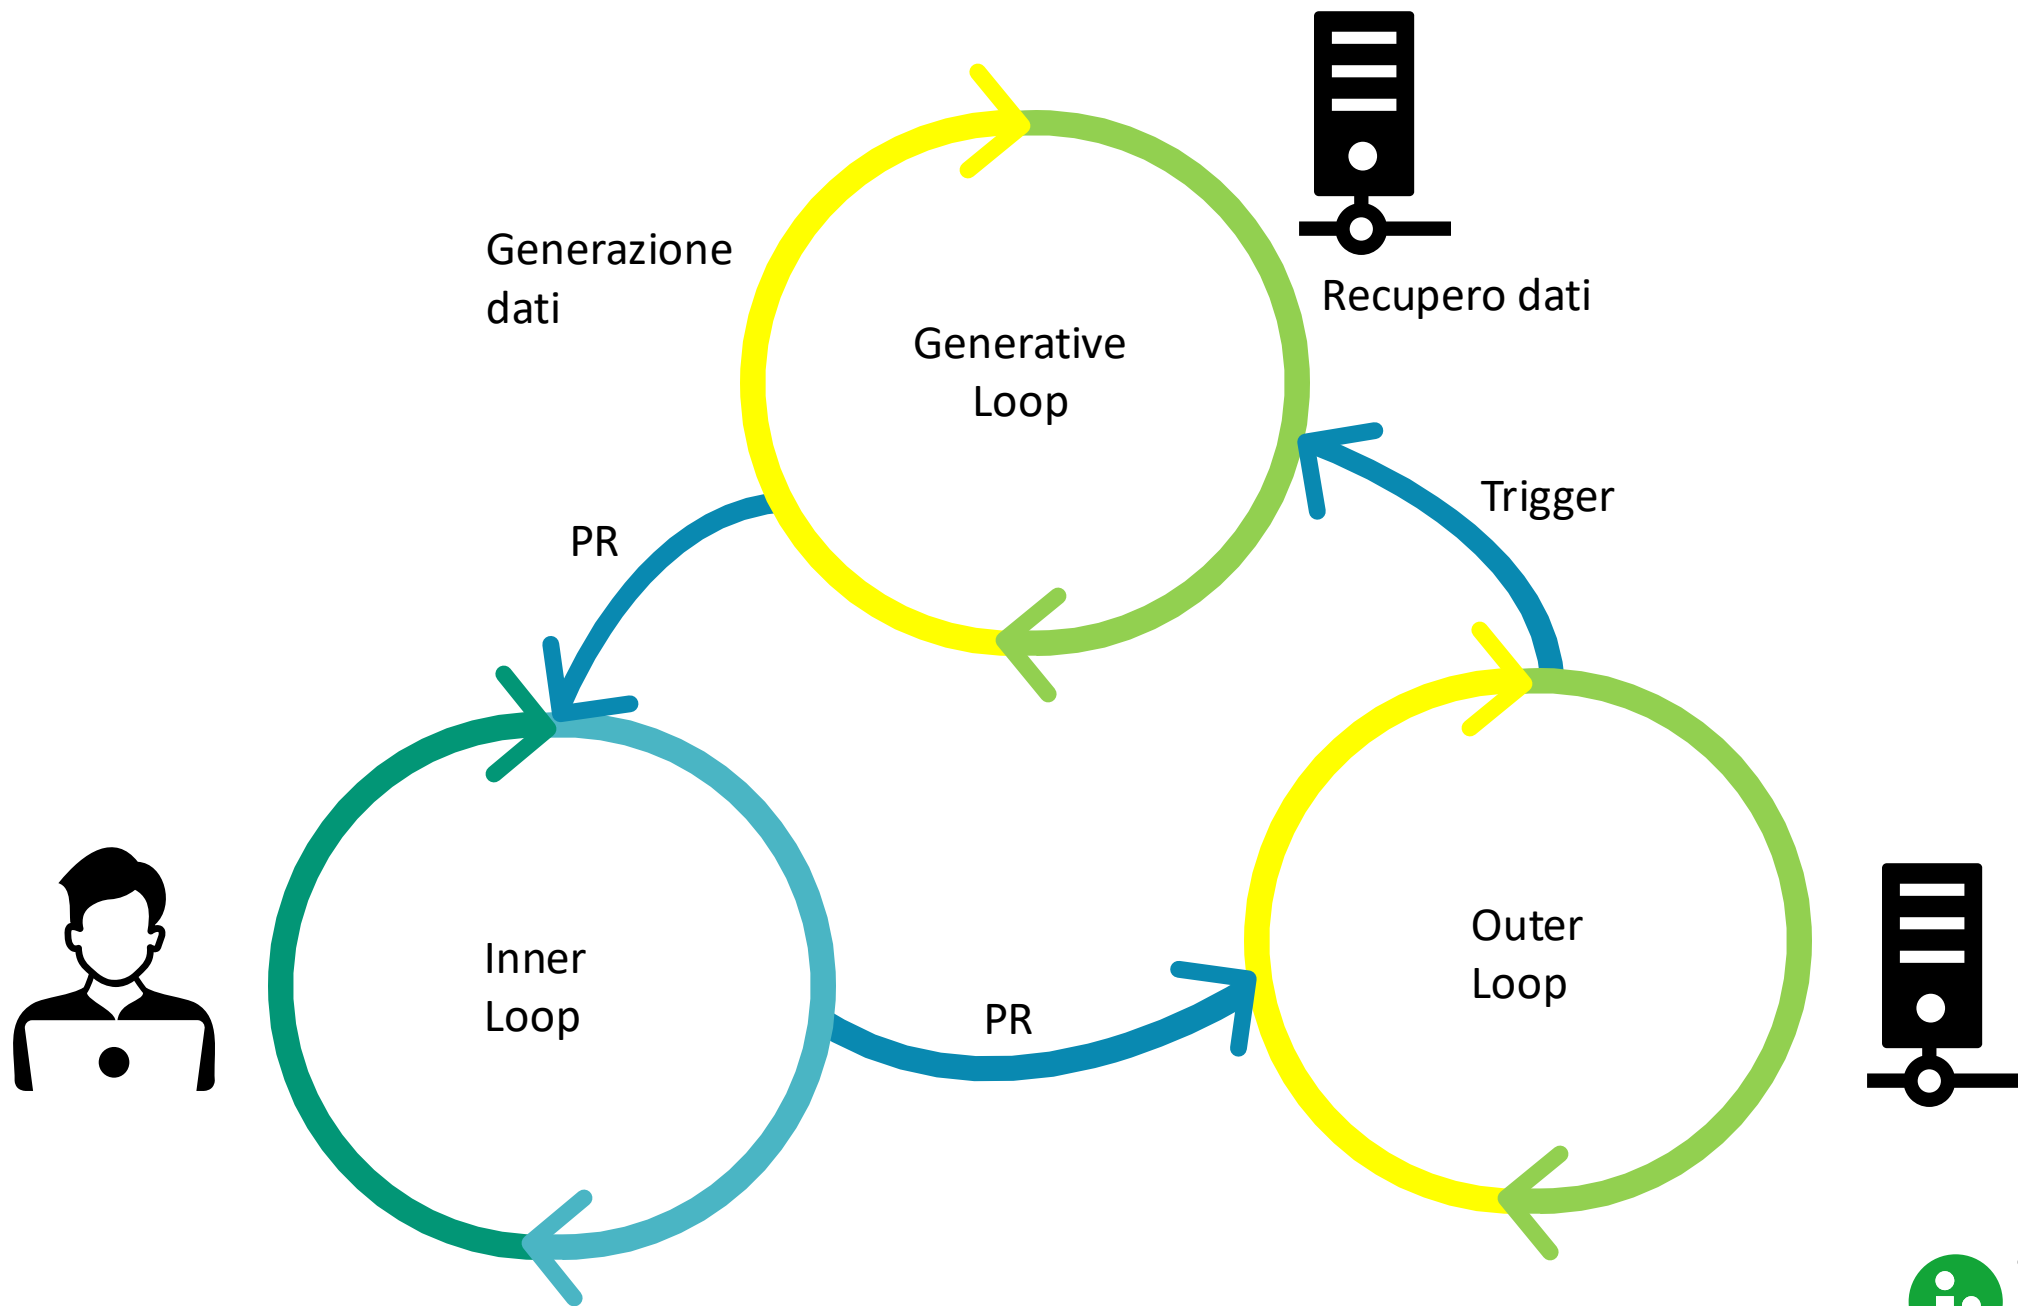 Generazione
dati
Recupero dati
Generative
Loop
Trigger
PR
Inner
Loop
PR
Outer
Loop